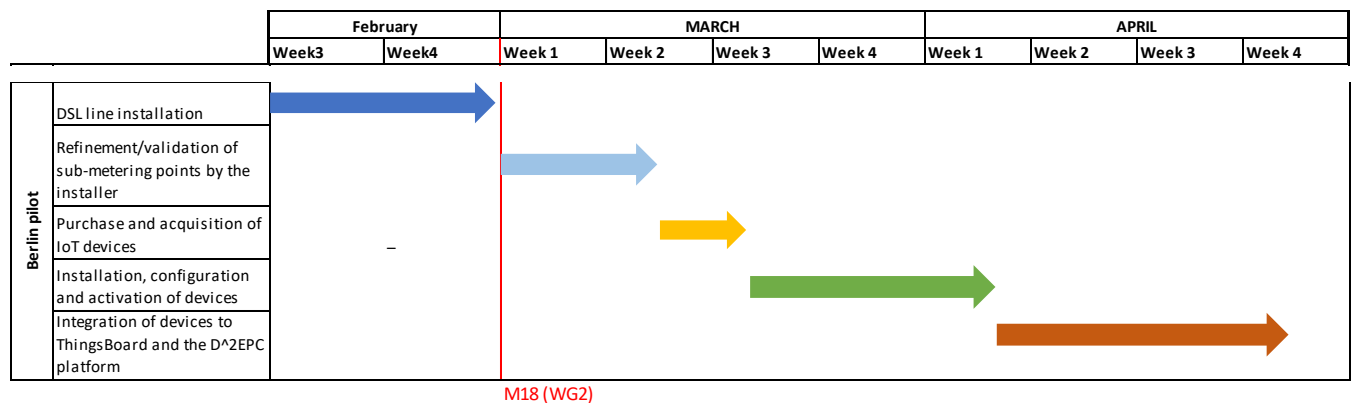 February MARCH APRIL
Week3 Week4 Week 1 Week 2 Week 3 Week 4 Week 1 Week 2 Week 3 Week 4
Berlin pilot
DSL line installation
Refinement/validation of
sub-metering points by the
installer
Purchase and acquisition of
IoT devices
–
Installation, configuration
and activation of devices
Integration of devices to
ThingsBoard and the D^2EPC
platform
M18 (WG2)